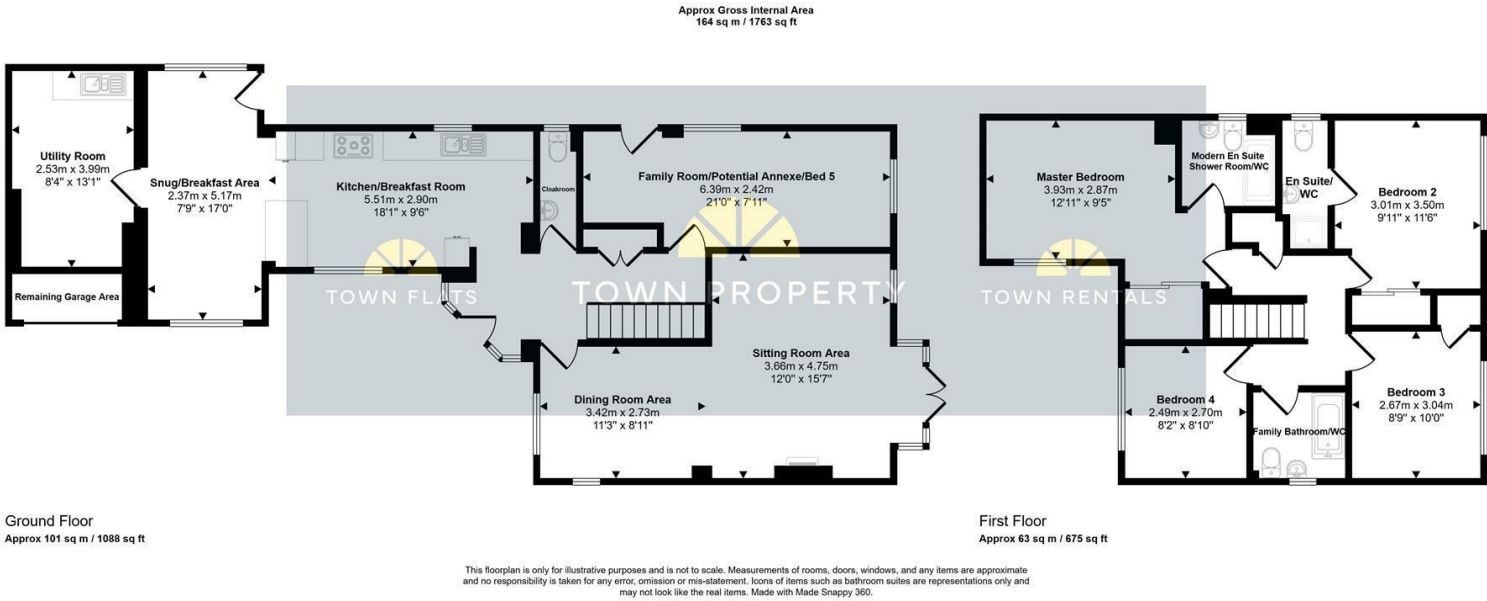 Approx Gross Internal Area
164 sq m / 1763 sq ft
Utility Room
2.53m x 3.99m
8'4" x 13'1"
Snug/Breakfast Area
2.37m x 5.17m
7'9" x 17'0"
Kitchen/Breakfast Room
5.51m x 2.90m
18'1" x 9'6"
Cloakroom
Family Room/Potential Annexe/Bed 5
6.39m x 2.42m
21'0" x 7'11"
Remaining Garage Area
TOWN FLATS
TOWN PROPERTY
TOWN RENTALS
Sitting Room Area
3.66m x 4.75m
12'0" x 15'7"
Dining Room Area
3.42m x 2.73m
11'3" x 8'11"
Master Bedroom
3.93m x 2.87m
12'11" x 9'5"
Modern En Suite
Shower Room/WC
En Suite/
WC
Bedroom 2
3.01m x 3.50m
9'11" x 11'6"
Bedroom 4
2.49m x 2.70m
8'2" x 8'10"
Family Bathroom/WC
Bedroom 3
2.67m x 3.04m
8'9" x 10'0"
Ground Floor
Approx 101 sq m / 1088 sq ft
First Floor
Approx 63 sq m / 675 sq ft
This floorplan is only for illustrative purposes and is not to scale. Measurements of rooms, doors, windows, and any items are approximate
and no responsibility is taken for any error, omission or mis-statement. Icons of items such as bathroom suites are representations only and
may not look like the real items. Made with Made Snappy 360.